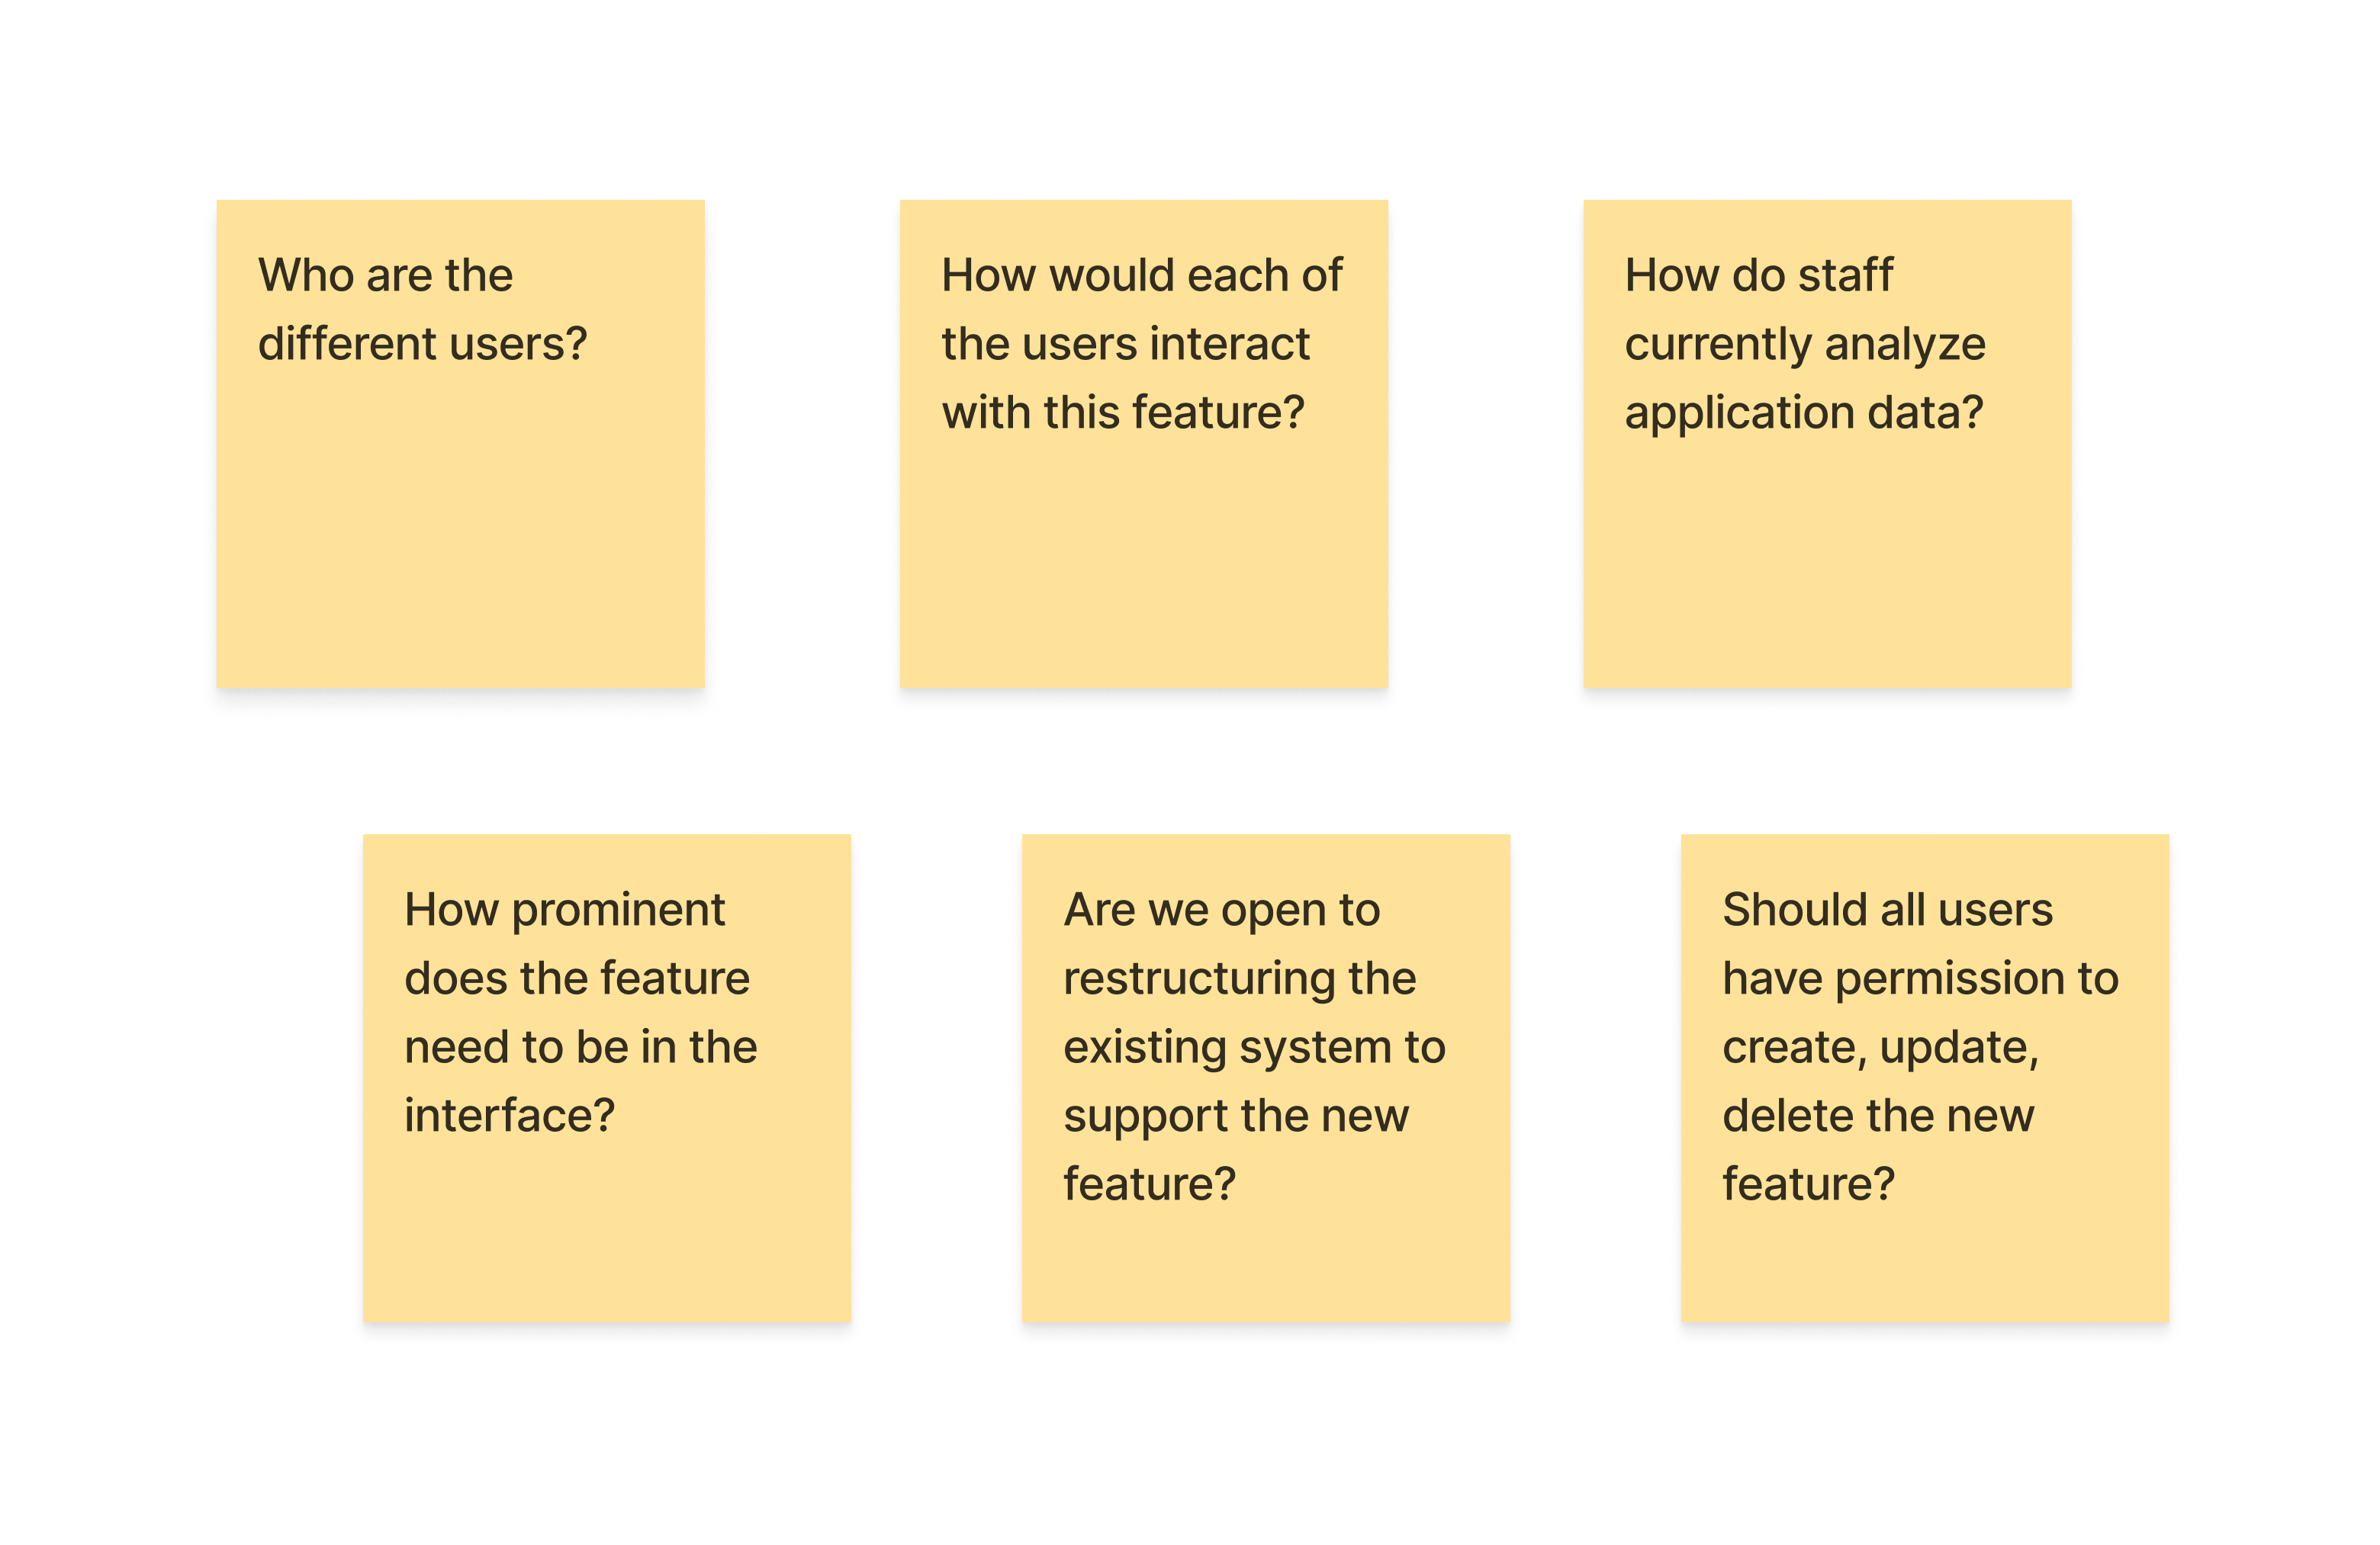 Who are the
different users?
How would each of
the users interact
with this feature?
How do staff
currently analyze
application data?
How prominent
does the feature
need to be in the
interface?
Are we open to
restructuring the
existing system to
support the new
feature?
Should all users
have permission to
create, update,
delete the new
feature?